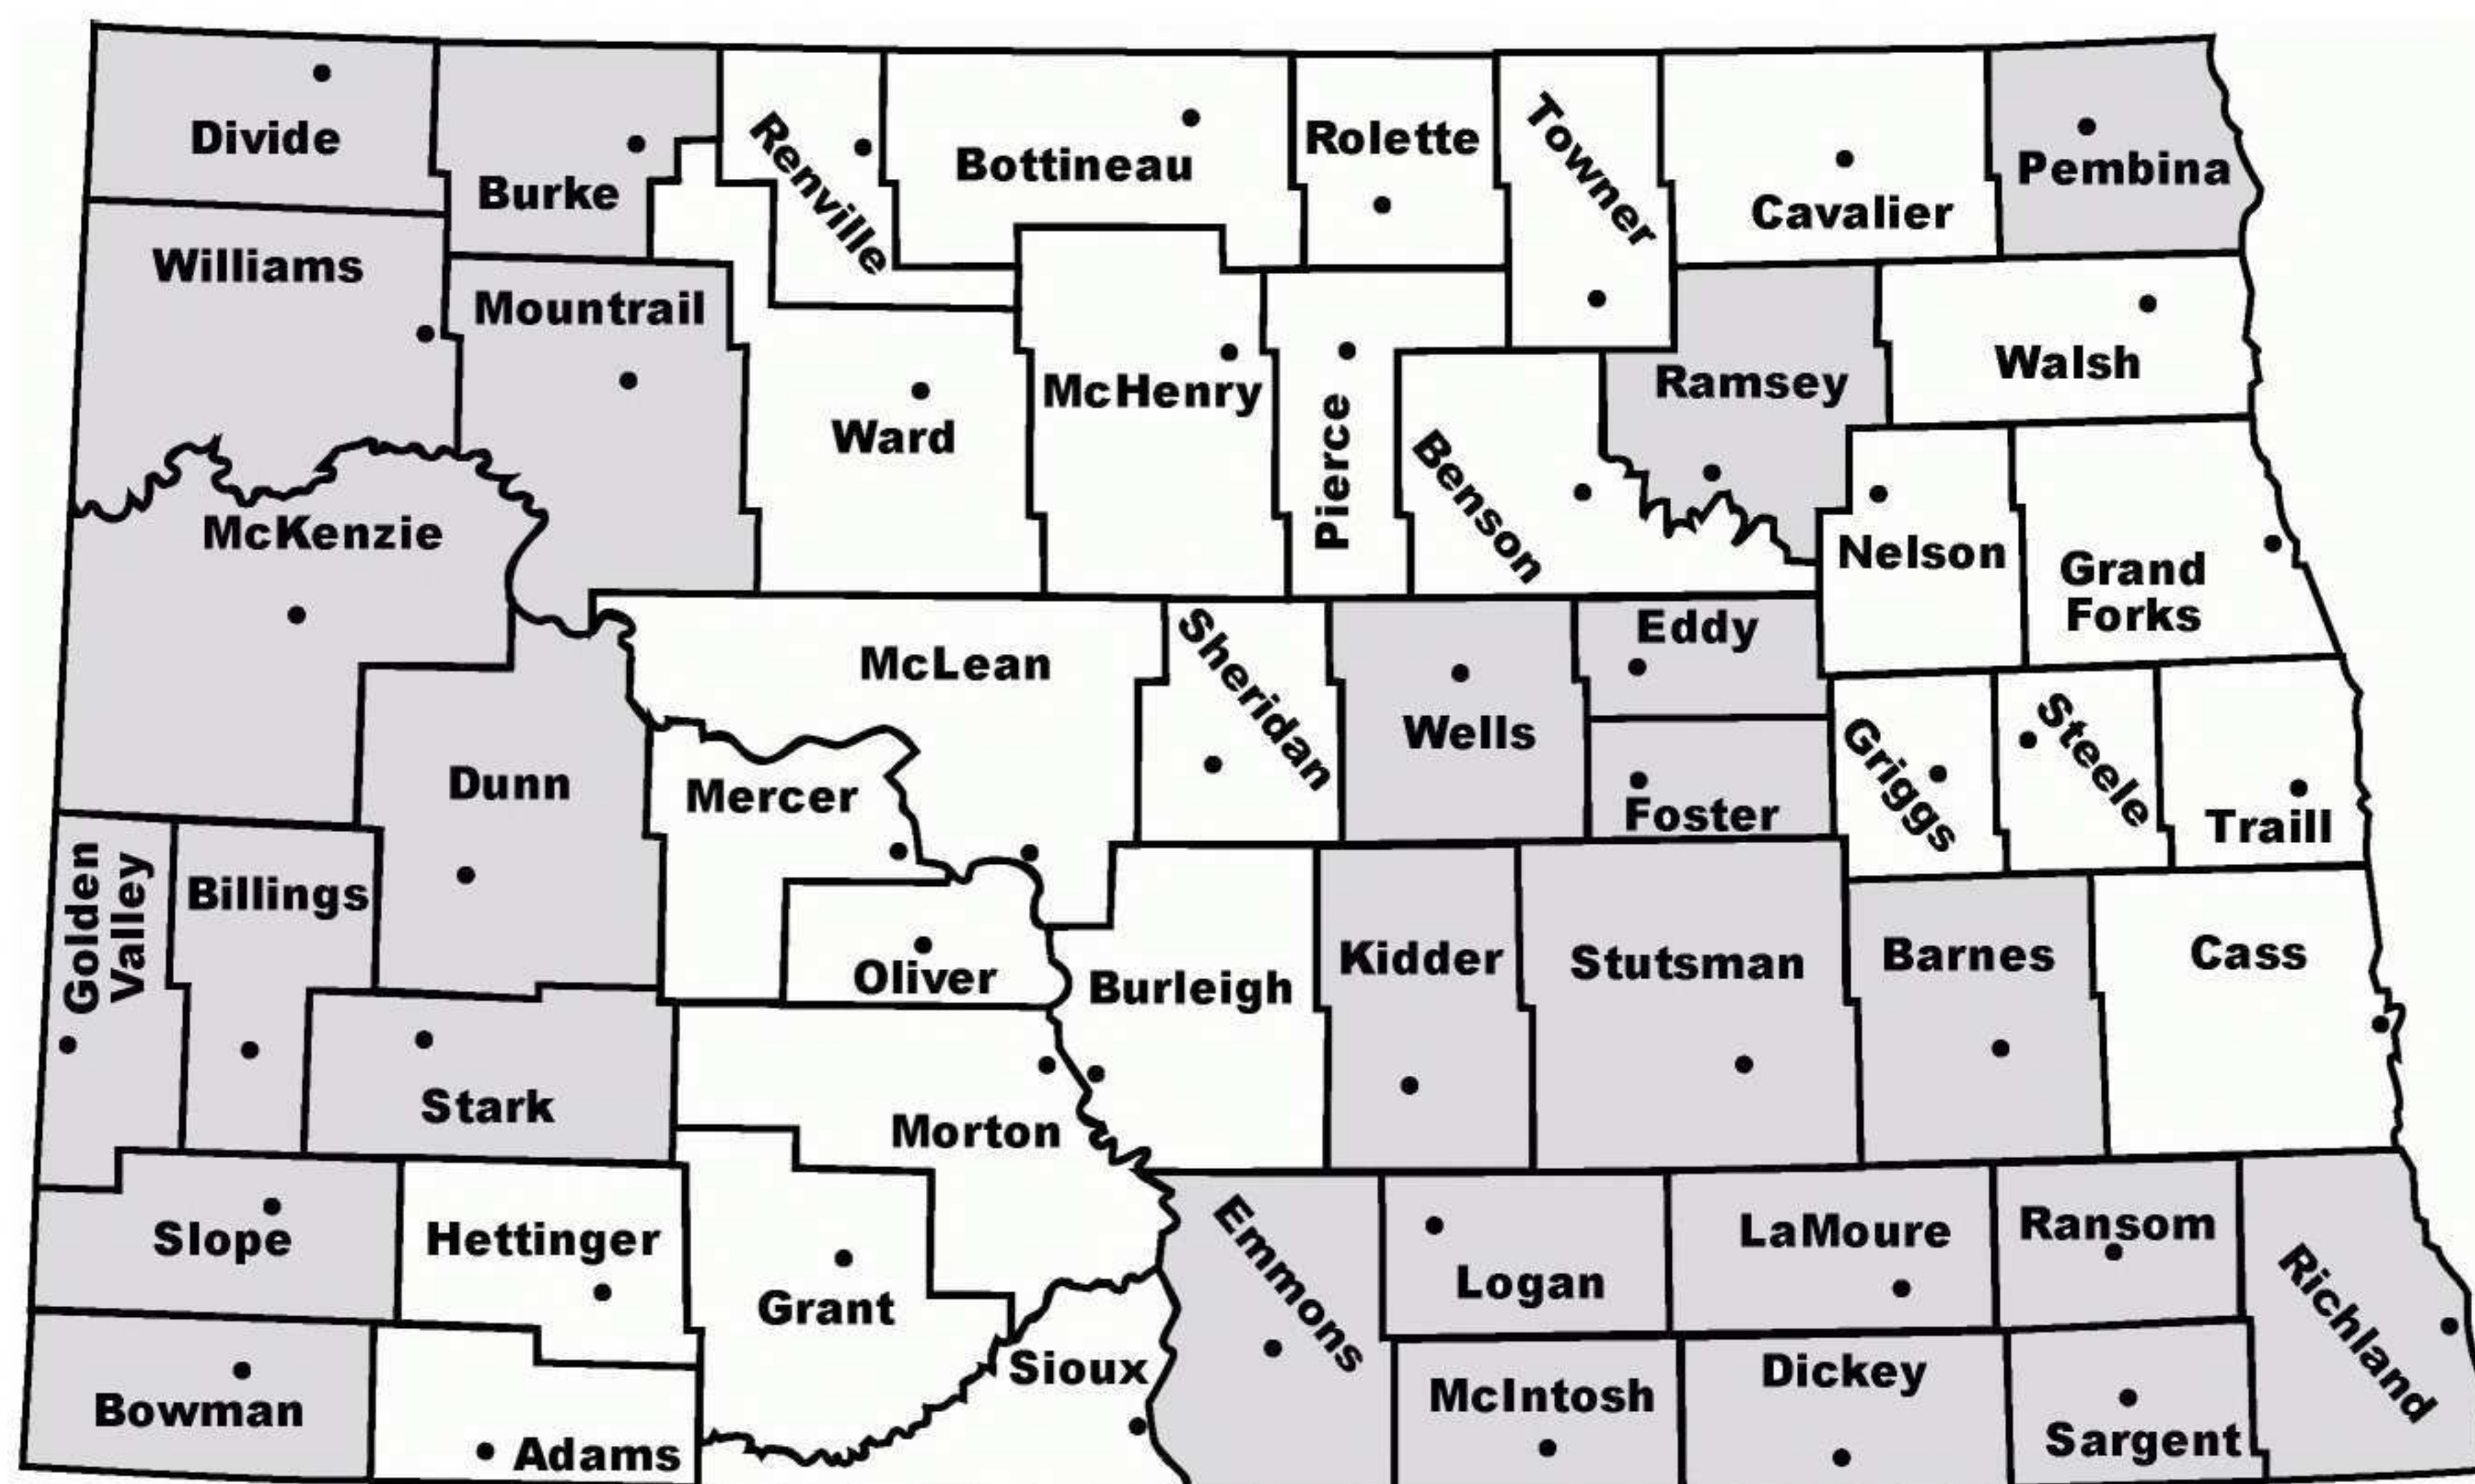 Divide
Burke
Renville
Bottineau
Rolette
Towner
Cavalier
Pembina
Williams
Mountrail
Ward
McHenry
Pierce
Benson
Ramsey
Walsh
McKenzie
Nelson
Grand
Forks
McLean
Sheridan
Wells
Eddy
Dunn
Mercer
Foster
Griggs
Steele
Traill
Golden
Valley
Billings
Oliver
Burleigh
Kidder
Stutsman
Barnes
Cass
Stark
Morton
Slope
Hettinger
Grant
Emmons
Logan
LaMoure
Ransom
Richland
Sioux
Bowman
Adams
McIntosh
Dickey
Sargent